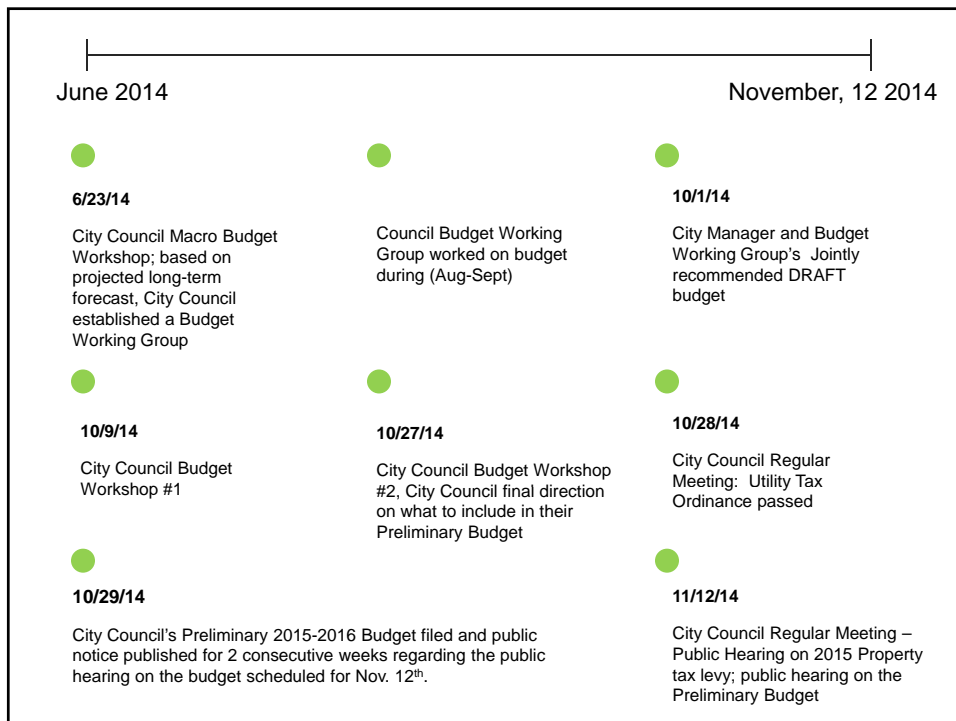 June 2014
November, 12 2014
6/23/14
City Council Macro Budget
Workshop; based on
projected long-term
forecast, City Council
established a Budget
Working Group
Council Budget Working
Group worked on budget
during (Aug-Sept)
10/1/14
City Manager and Budget
Working Group's Jointly
recommended DRAFT
budget
10/9/14
City Council Budget
Workshop #1
10/27/14
City Council Budget Workshop
#2, City Council final direction
on what to include in their
Preliminary Budget
10/28/14
City Council Regular
Meeting: Utility Tax
Ordinance passed
10/29/14
City Council's Preliminary 2015-2016 Budget filed and public
notice published for 2 consecutive weeks regarding the public
hearing on the budget scheduled for Nov. 12th.
11/12/14
City Council Regular Meeting –
Public Hearing on 2015 Property
tax levy; public hearing on the
Preliminary Budget